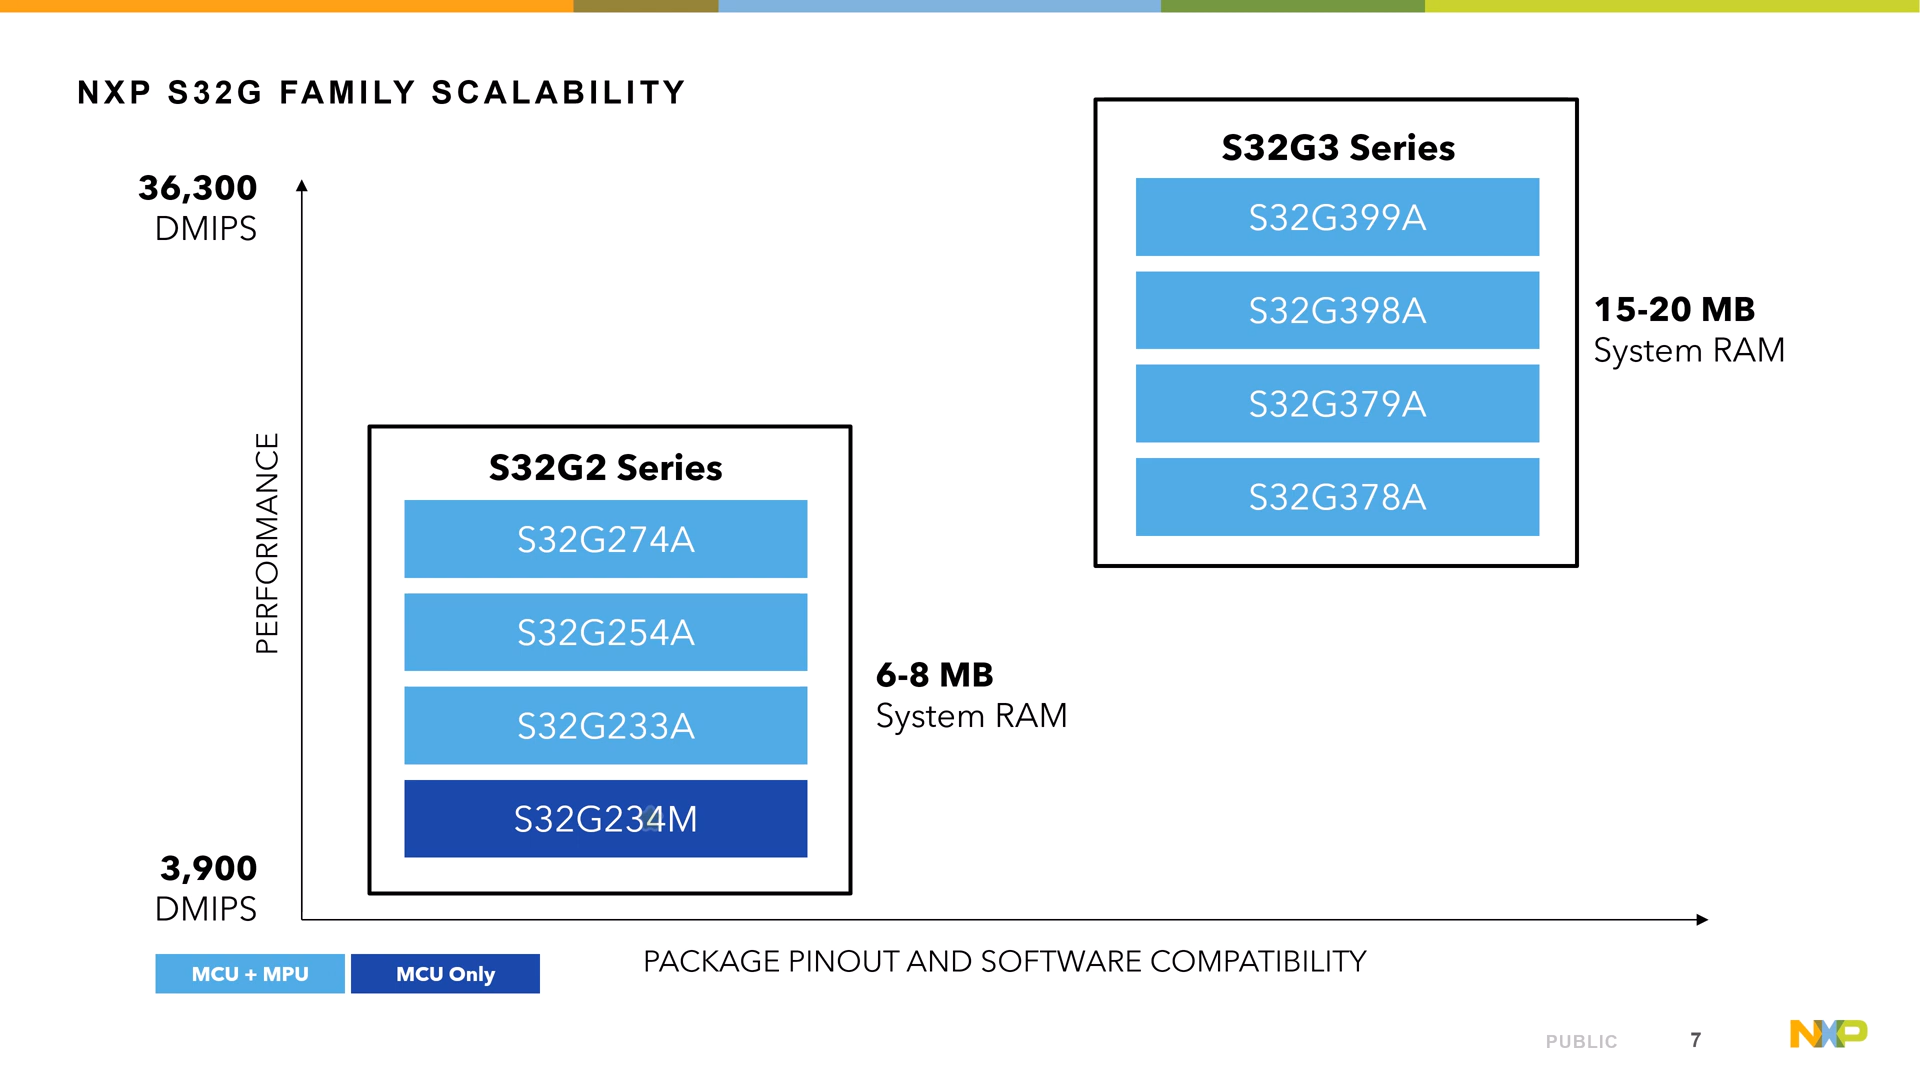 NXP S32G FAMILY SCALABILITY
36,300
DMIPS
PERFORMANCE
3,900
DMIPS
S32G2 Series
S32G274A
S32G254A
S32G233A
S32G234M
6-8 MB
System RAM
S32G3 Series
S32G399A
S32G398A
S32G379A
S32G378A
15-20 MB
System RAM
PACKAGE PINOUT AND SOFTWARE COMPATIBILITY
MCU + MPU
MCU Only
PUBLIC
7
NXP